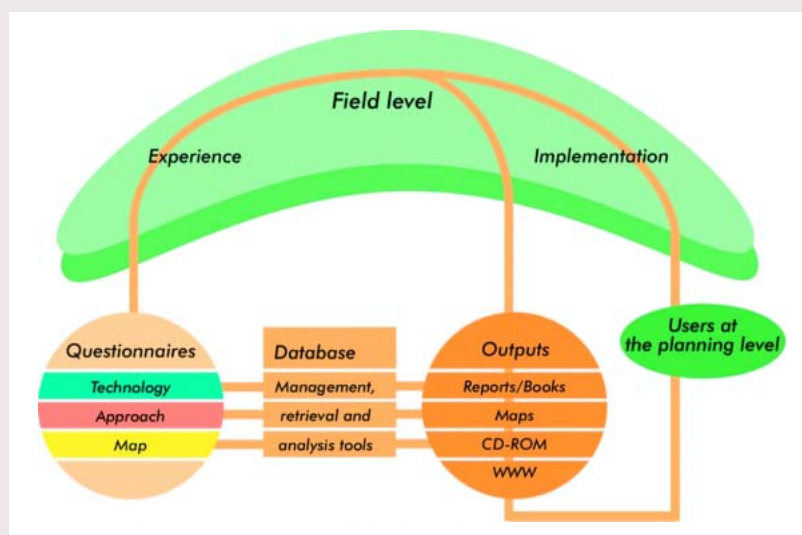 Field level
Experience
Implementation
Users at
the planning level
Questionnaires
Technology
Approach
Map
Database
Management,
retrieval and
analysis tools
Outputs
Reports/Books
Maps
CD-ROM
WWW